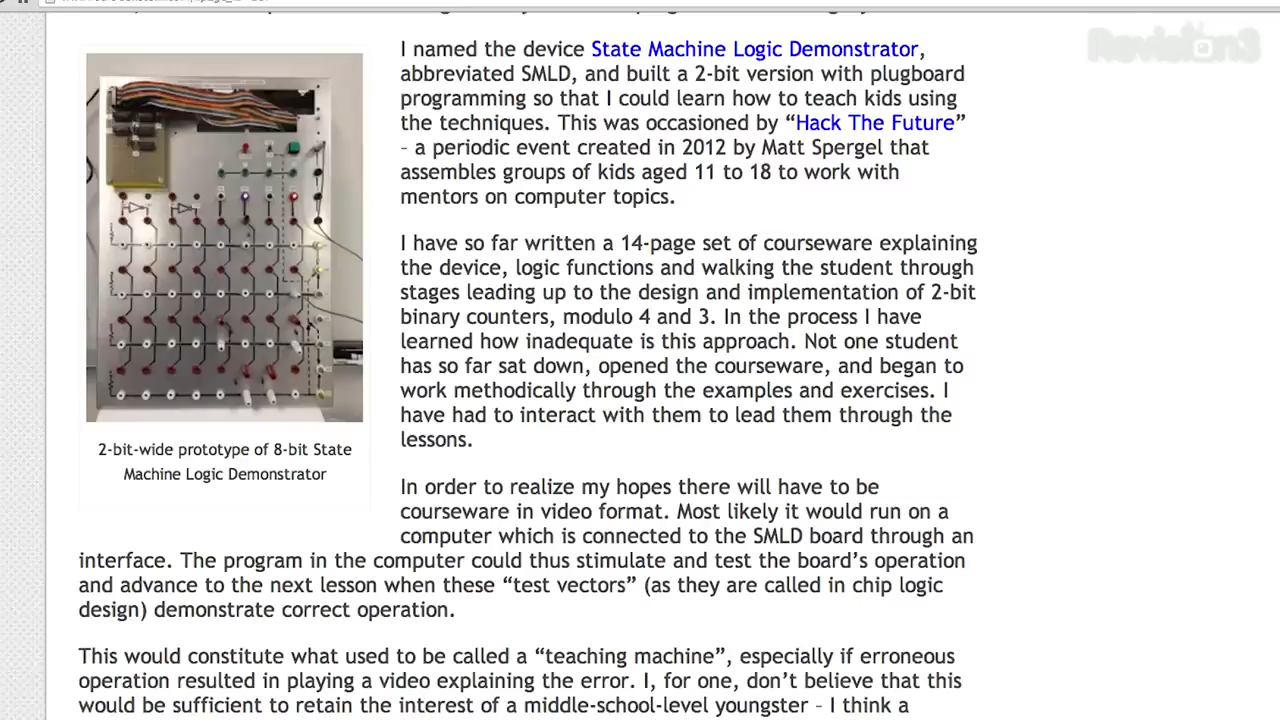 Revision3
I named the device State Machine Logic Demonstrator,
abbreviated SMLD, and built a 2-bit version with plugboard
programming so that I could learn how to teach kids using
the techniques. This was occasioned by “Hack The Future”
– a periodic event created in 2012 by Matt Spergel that
assembles groups of kids aged 11 to 18 to work with
mentors on computer topics.
I have so far written a 14-page set of courseware explaining
the device, logic functions and walking the student through
stages leading up to the design and implementation of 2-bit
binary counters, modulo 4 and 3. In the process I have
learned how inadequate is this approach. Not one student
has so far sat down, opened the courseware, and began to
work methodically through the examples and exercises. I
have had to interact with them to lead them through the
lessons.
2-bit-wide prototype of 8-bit State
Machine Logic Demonstrator
In order to realize my hopes there will have to be
courseware in video format. Most likely it would run on a
computer which is connected to the SMLD board through an
interface. The program in the computer could thus stimulate and test the board’s operation
and advance to the next lesson when these “test vectors” (as they are called in chip logic
design) demonstrate correct operation.
This would constitute what used to be called a “teaching machine”, especially if erroneous
operation resulted in playing a video explaining the error. I, for one, don’t believe that this
would be sufficient to retain the interest of a middle-school-level youngster – I think a